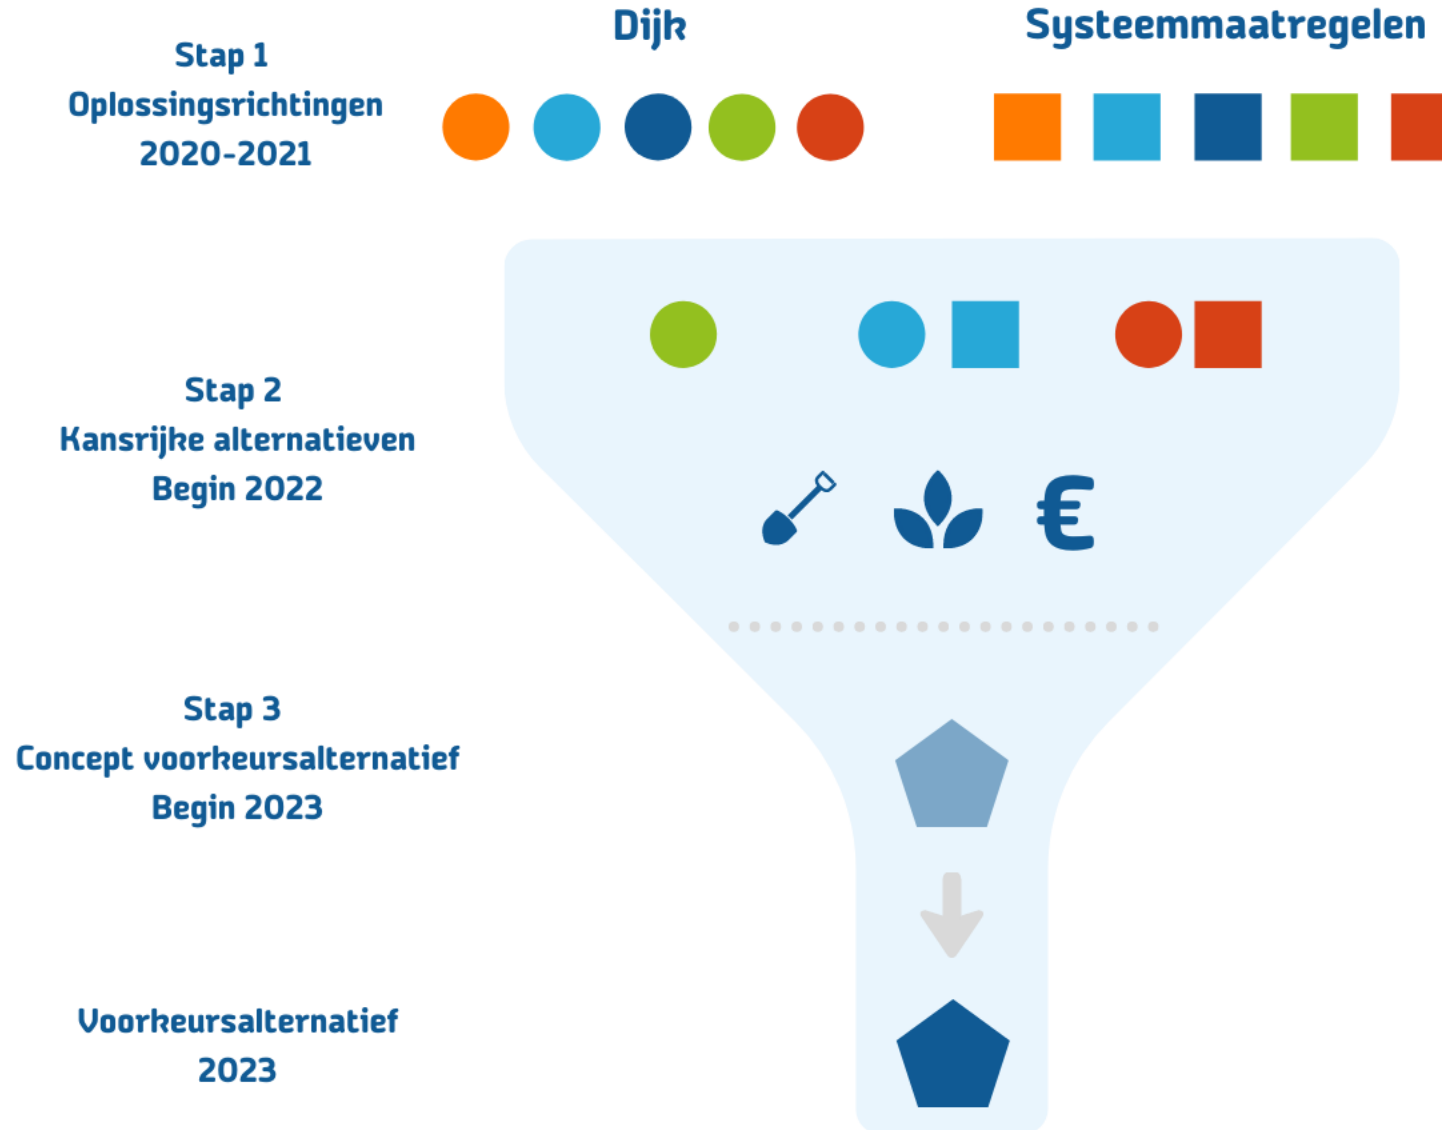 Dijk
Systeemmaatregelen
Stap 1
Oplossingsrichtingen
2020-2021
Stap 2
Kansrijke alternatieven
Begin 2022
€
Stap 3
Concept voorkeursalternatief
Begin 2023
Voorkeursalternatief
2023